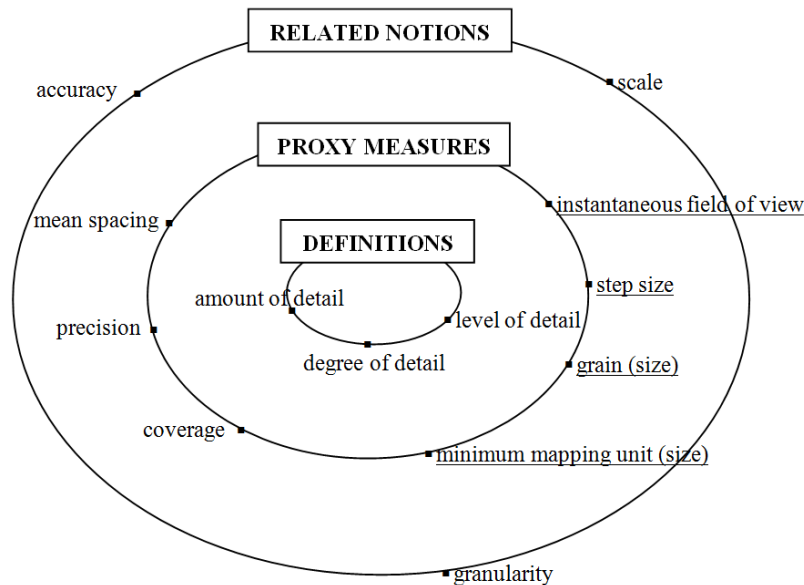 RELATED NOTIONS
accuracy
scale
PROXY MEASURES
mean spacing
instantaneous field of view
DEFINITIONS
step size
amount of detail
level of detail
precision
degree of detail
grain (size)
coverage
minimum mapping unit (size)
granularity